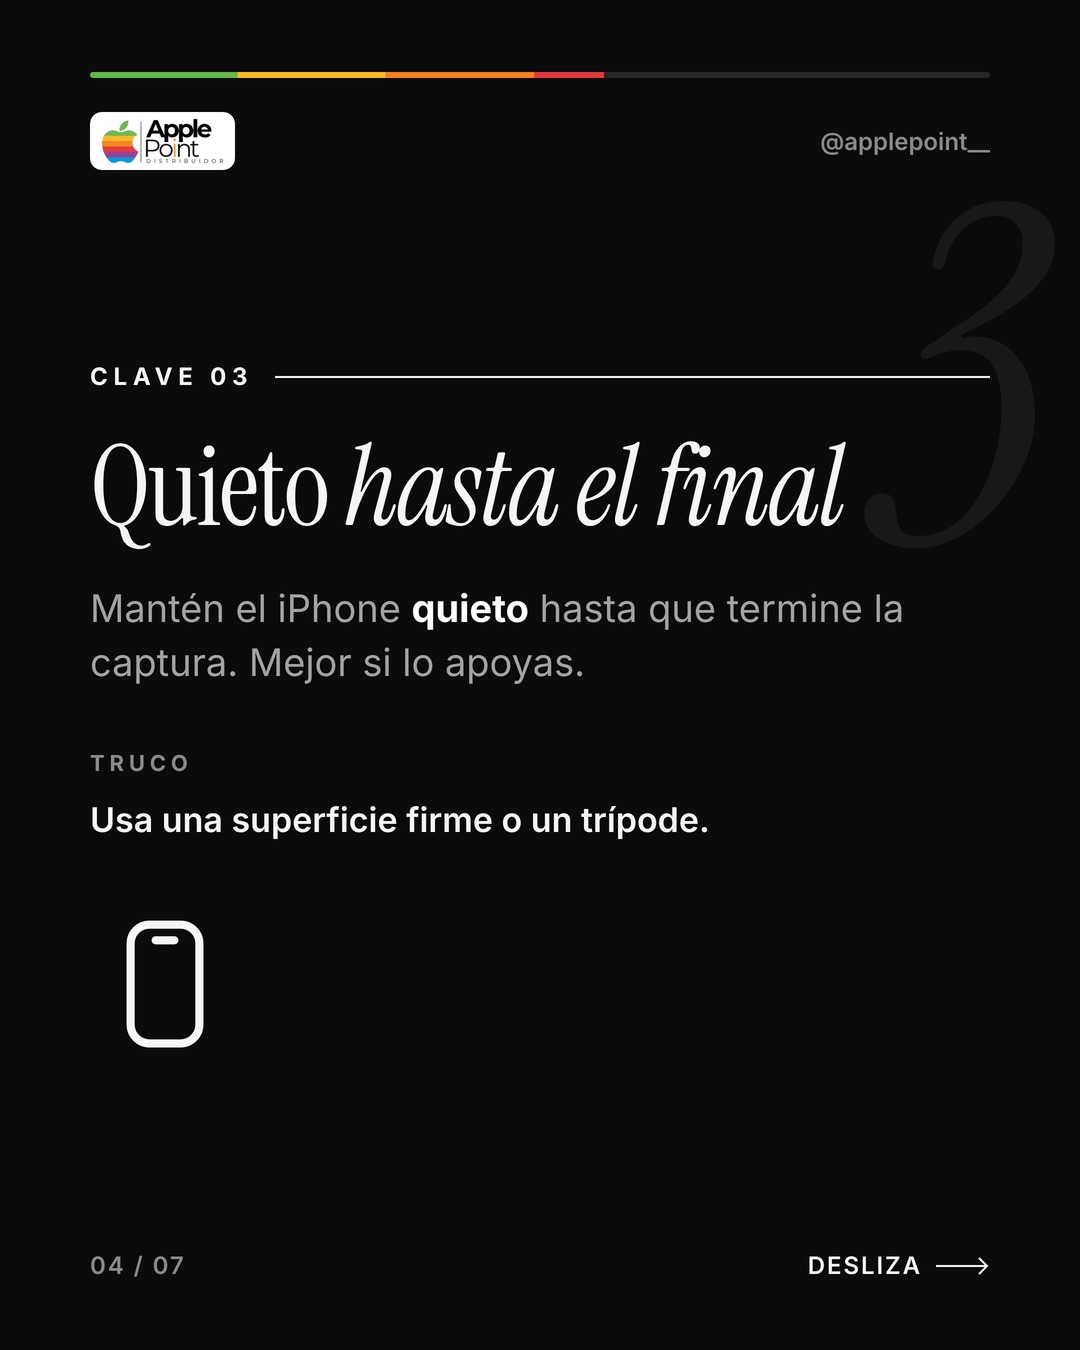 Apple
Point
DISTRIBUIDOR
@applepoint__
3
CLAVE 03
Quieto hasta el final
Mantén el iPhone quieto hasta que termine la
captura. Mejor si lo apoyas.
TRUCO
Usa una superficie firme o un trípode.
04 / 07
DESLIZA